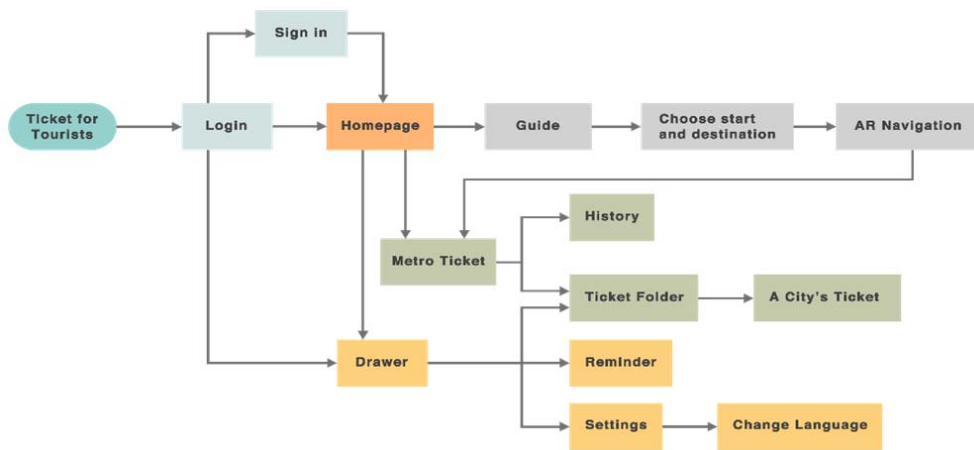 Sign in
Ticket for
Tourists
Login
Homepage
Guide
Choose start
and destination
AR Navigation
History
Metro Ticket
Ticket Folder
A City's Ticket
Drawer
Reminder
Settings
Change Language